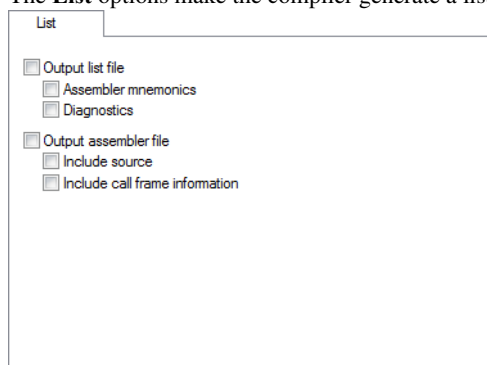 The List options make the compiler generate a lis
List
Output list file
Assembler mnemonics
Diagnostics
Output assembler file
Include source
Include call frame information